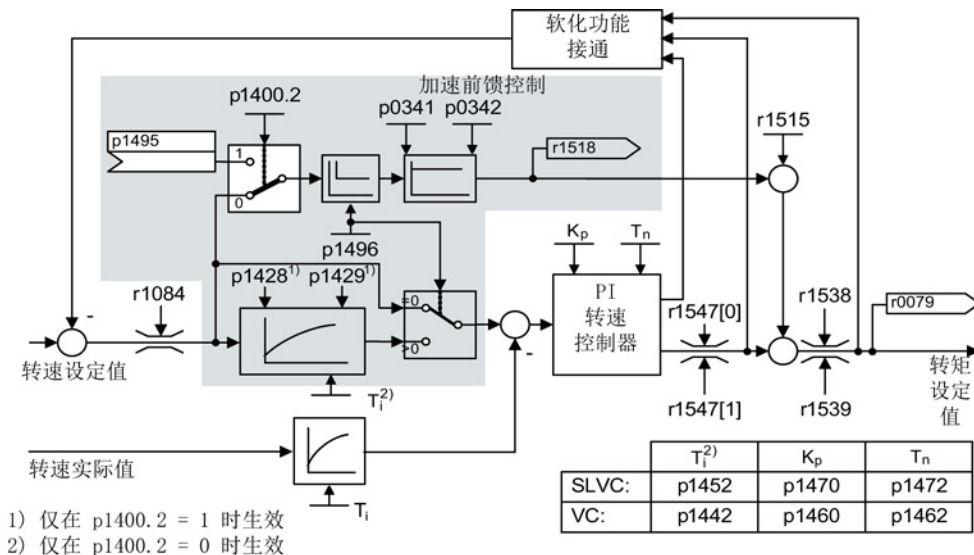 软化功能
接通
加速前馈控制
p1400.2
p0341
p0342
r1515
p1495
r1518
1
0
p1496
Kp
Tn
p1428¹⁾
p1429¹⁾
r1084
=0
>0
-
-
PI
转速
控制器
r1547[0]
r1538
r0079
转速设定值
转矩
设定
值
r1547[1]
r1539
Ti²⁾
转速实际值
Ti
Ti²⁾ Kp Tn
SLVC: p1452 p1470 p1472
VC: p1442 p1460 p1462
1) 仅在 p1400.2 = 1 时生效
2) 仅在 p1400.2 = 0 时生效